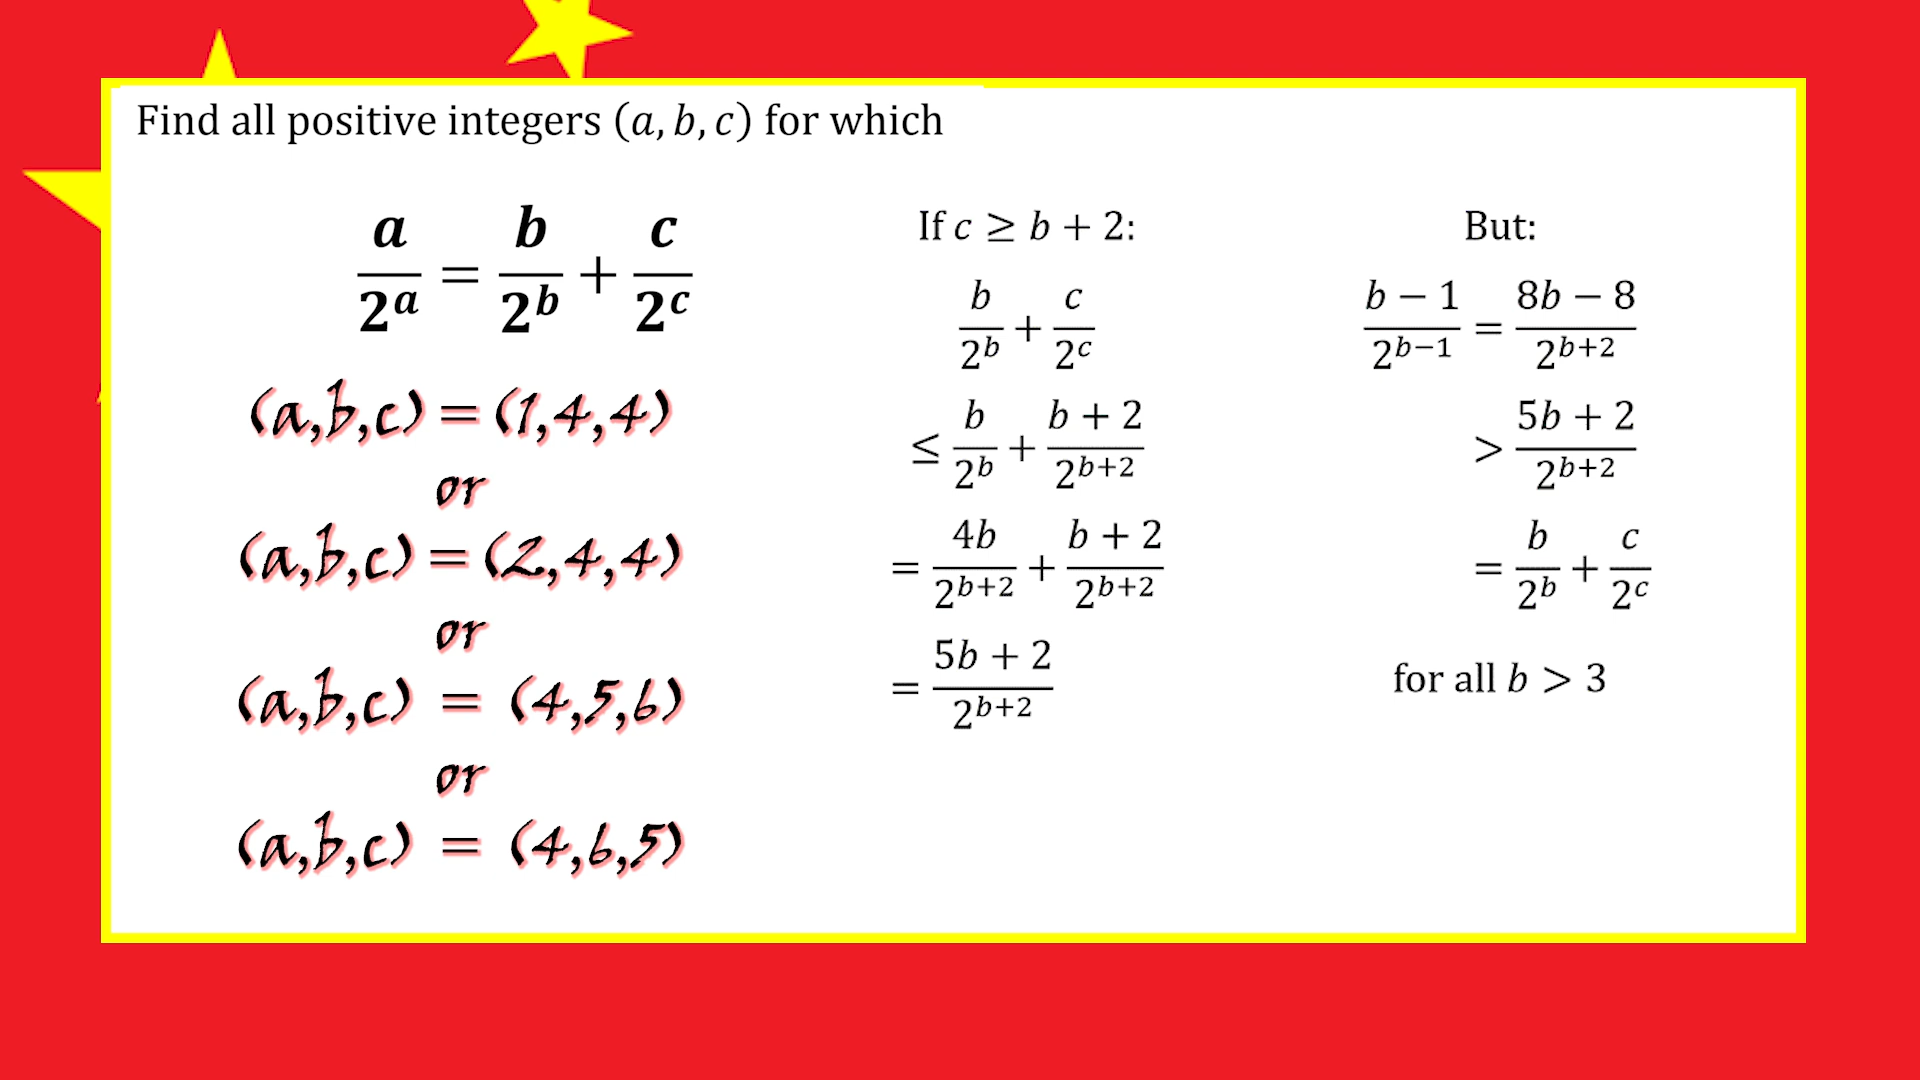 Find all positive integers (a, b, c) for which
a/2^a = b/2^b + c/2^c
(a,b,c) = (1,4,4)
or
(a,b,c) = (2,4,4)
or
(a,b,c) = (4,5,6)
or
(a,b,c) = (4,6,5)
If c ≥ b + 2:
b/2^b + c/2^c
≤ b/2^b + (b + 2)/2^(b+2)
= 4b/2^(b+2) + (b + 2)/2^(b+2)
= (5b + 2)/2^(b+2)
But:
(b − 1)/2^(b−1) = (8b − 8)/2^(b+2)
> (5b + 2)/2^(b+2)
= b/2^b + c/2^c
for all b > 3